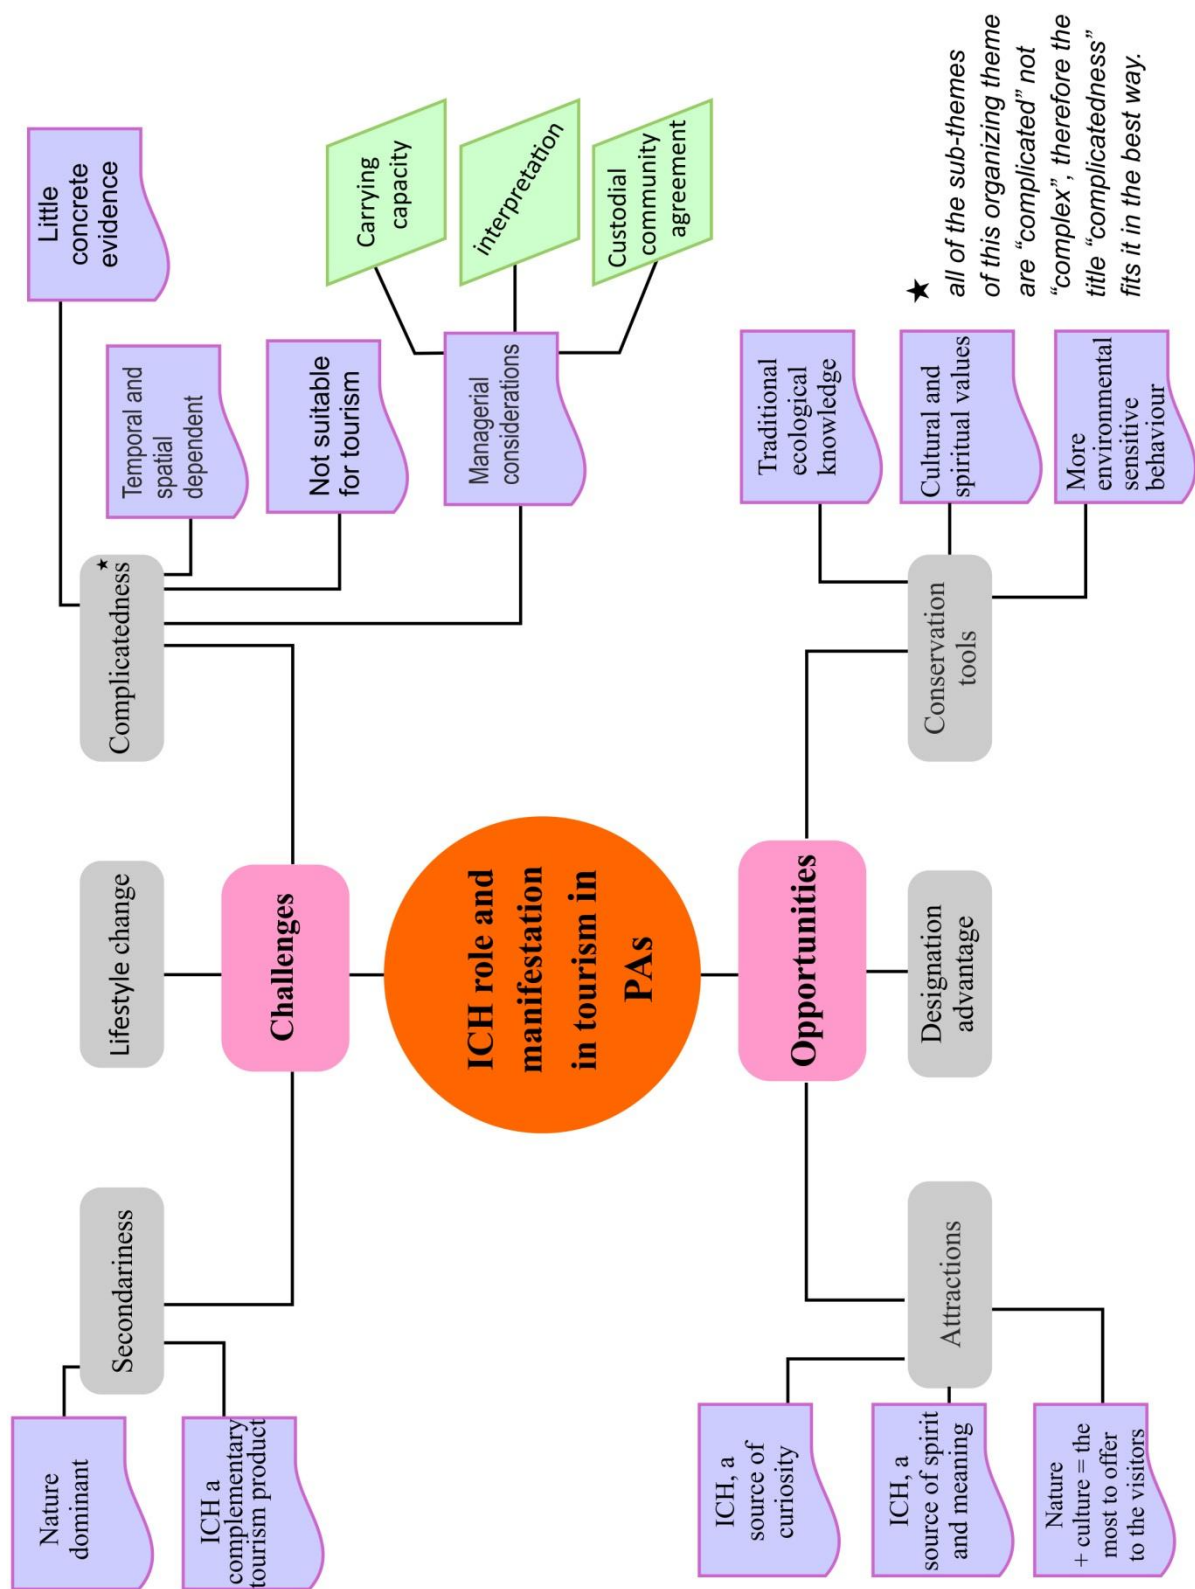 Nature
dominant
ICH a
complementary
tourism product
Secondariness
Lifestyle change
Complicatedness★
Little
concrete
evidence
Temporal and
spatial
dependent
Not suitable
for tourism
Managerial
considerations
Carrying
capacity
interpretation
Custodial
community
agreement
Challenges
ICH role and
manifestation
in tourism in
PAs
Opportunities
Attractions
ICH, a
source of
curiosity
ICH, a
source of spirit
and meaning
Nature
+ culture = the
most to offer
to the visitors
Designation
advantage
Conservation
tools
Traditional
ecological
knowledge
Cultural and
spiritual values
More
environmental
sensitive
behaviour
★
all of the sub-themes
of this organizing theme
are “complicated” not
“complex”, therefore the
title “complicatedness”
fits it in the best way.